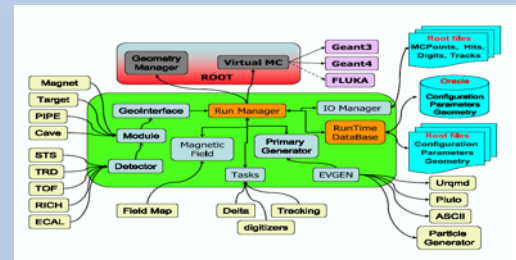 Root files
MCPoints, Hits,
Digits, Tracks
Geometry
Manager
Virtual MC
ROOT
Geant3
Geant4
FLUKA
Oracle
Configuration
Parameters
Geometry
Root files
Configuration
Parameters
Geometry
Magnet
Target
PIPE
Cave
STS
TRD
TOF
RICH
ECAL
GeoInterface
Run Manager
IO Manager
RunTime
DataBase
Module
Magnetic
Field
Primary
Generator
Detector
Tasks
EVGEN
Field Map
Delta
Tracking
digitizers
Urqmd
Pluto
ASCII
Particle
Generator